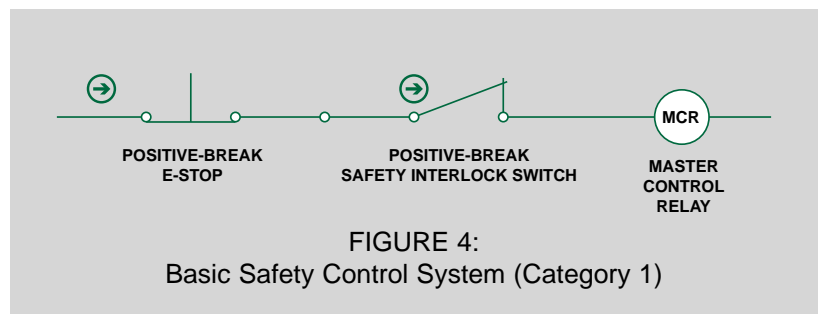 MCR
POSITIVE-BREAK
E-STOP
POSITIVE-BREAK
SAFETY INTERLOCK SWITCH
MASTER
CONTROL
RELAY
FIGURE 4:
Basic Safety Control System (Category 1)